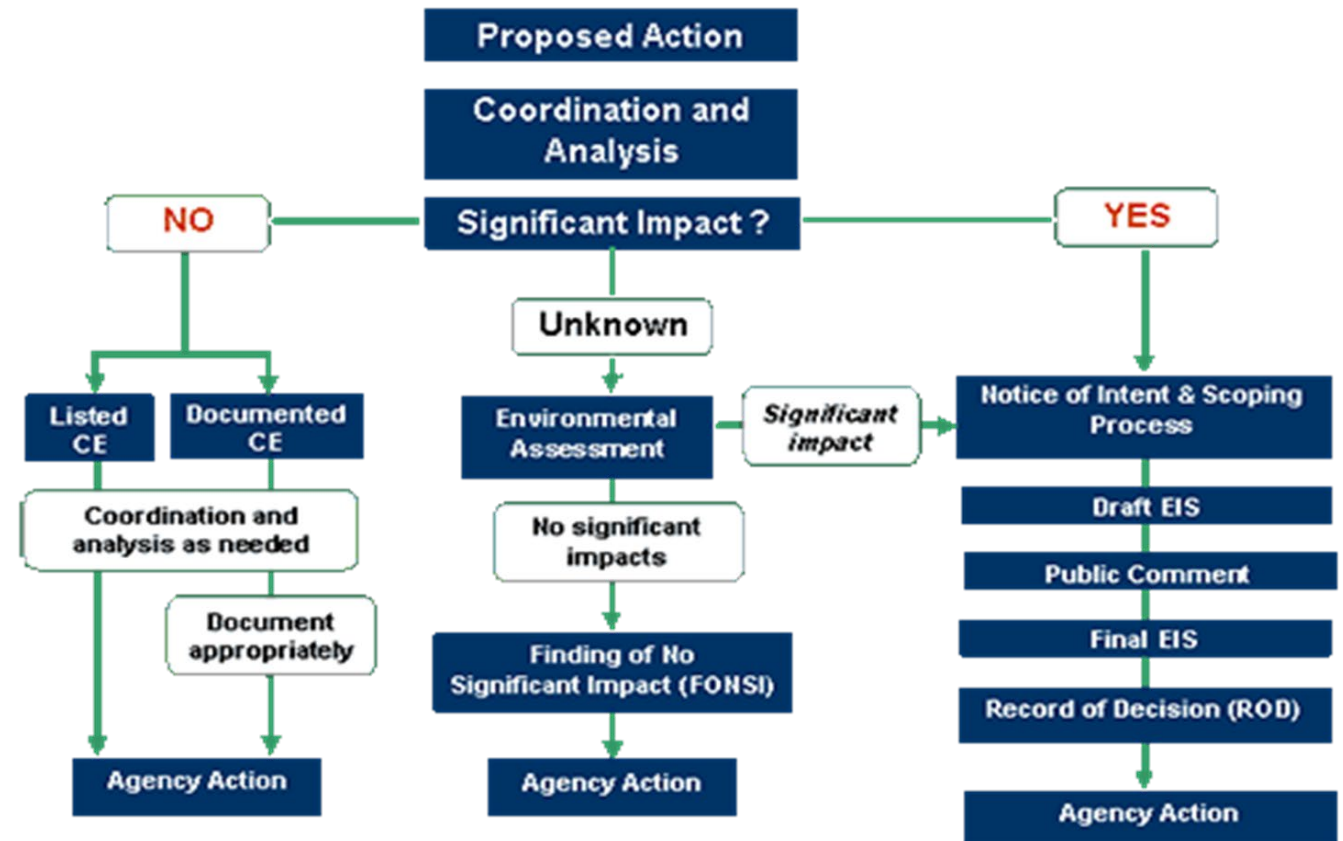 Proposed Action
Coordination and
Analysis
Significant Impact ?
NO
YES
Unknown
Listed
CE
Documented
CE
Coordination and
analysis as needed
Document
appropriately
Agency Action
Environmental
Assessment
Significant
impact
No significant
impacts
Finding of No
Significant Impact (FONSI)
Agency Action
Notice of Intent & Scoping
Process
Draft EIS
Public Comment
Final EIS
Record of Decision (ROD)
Agency Action